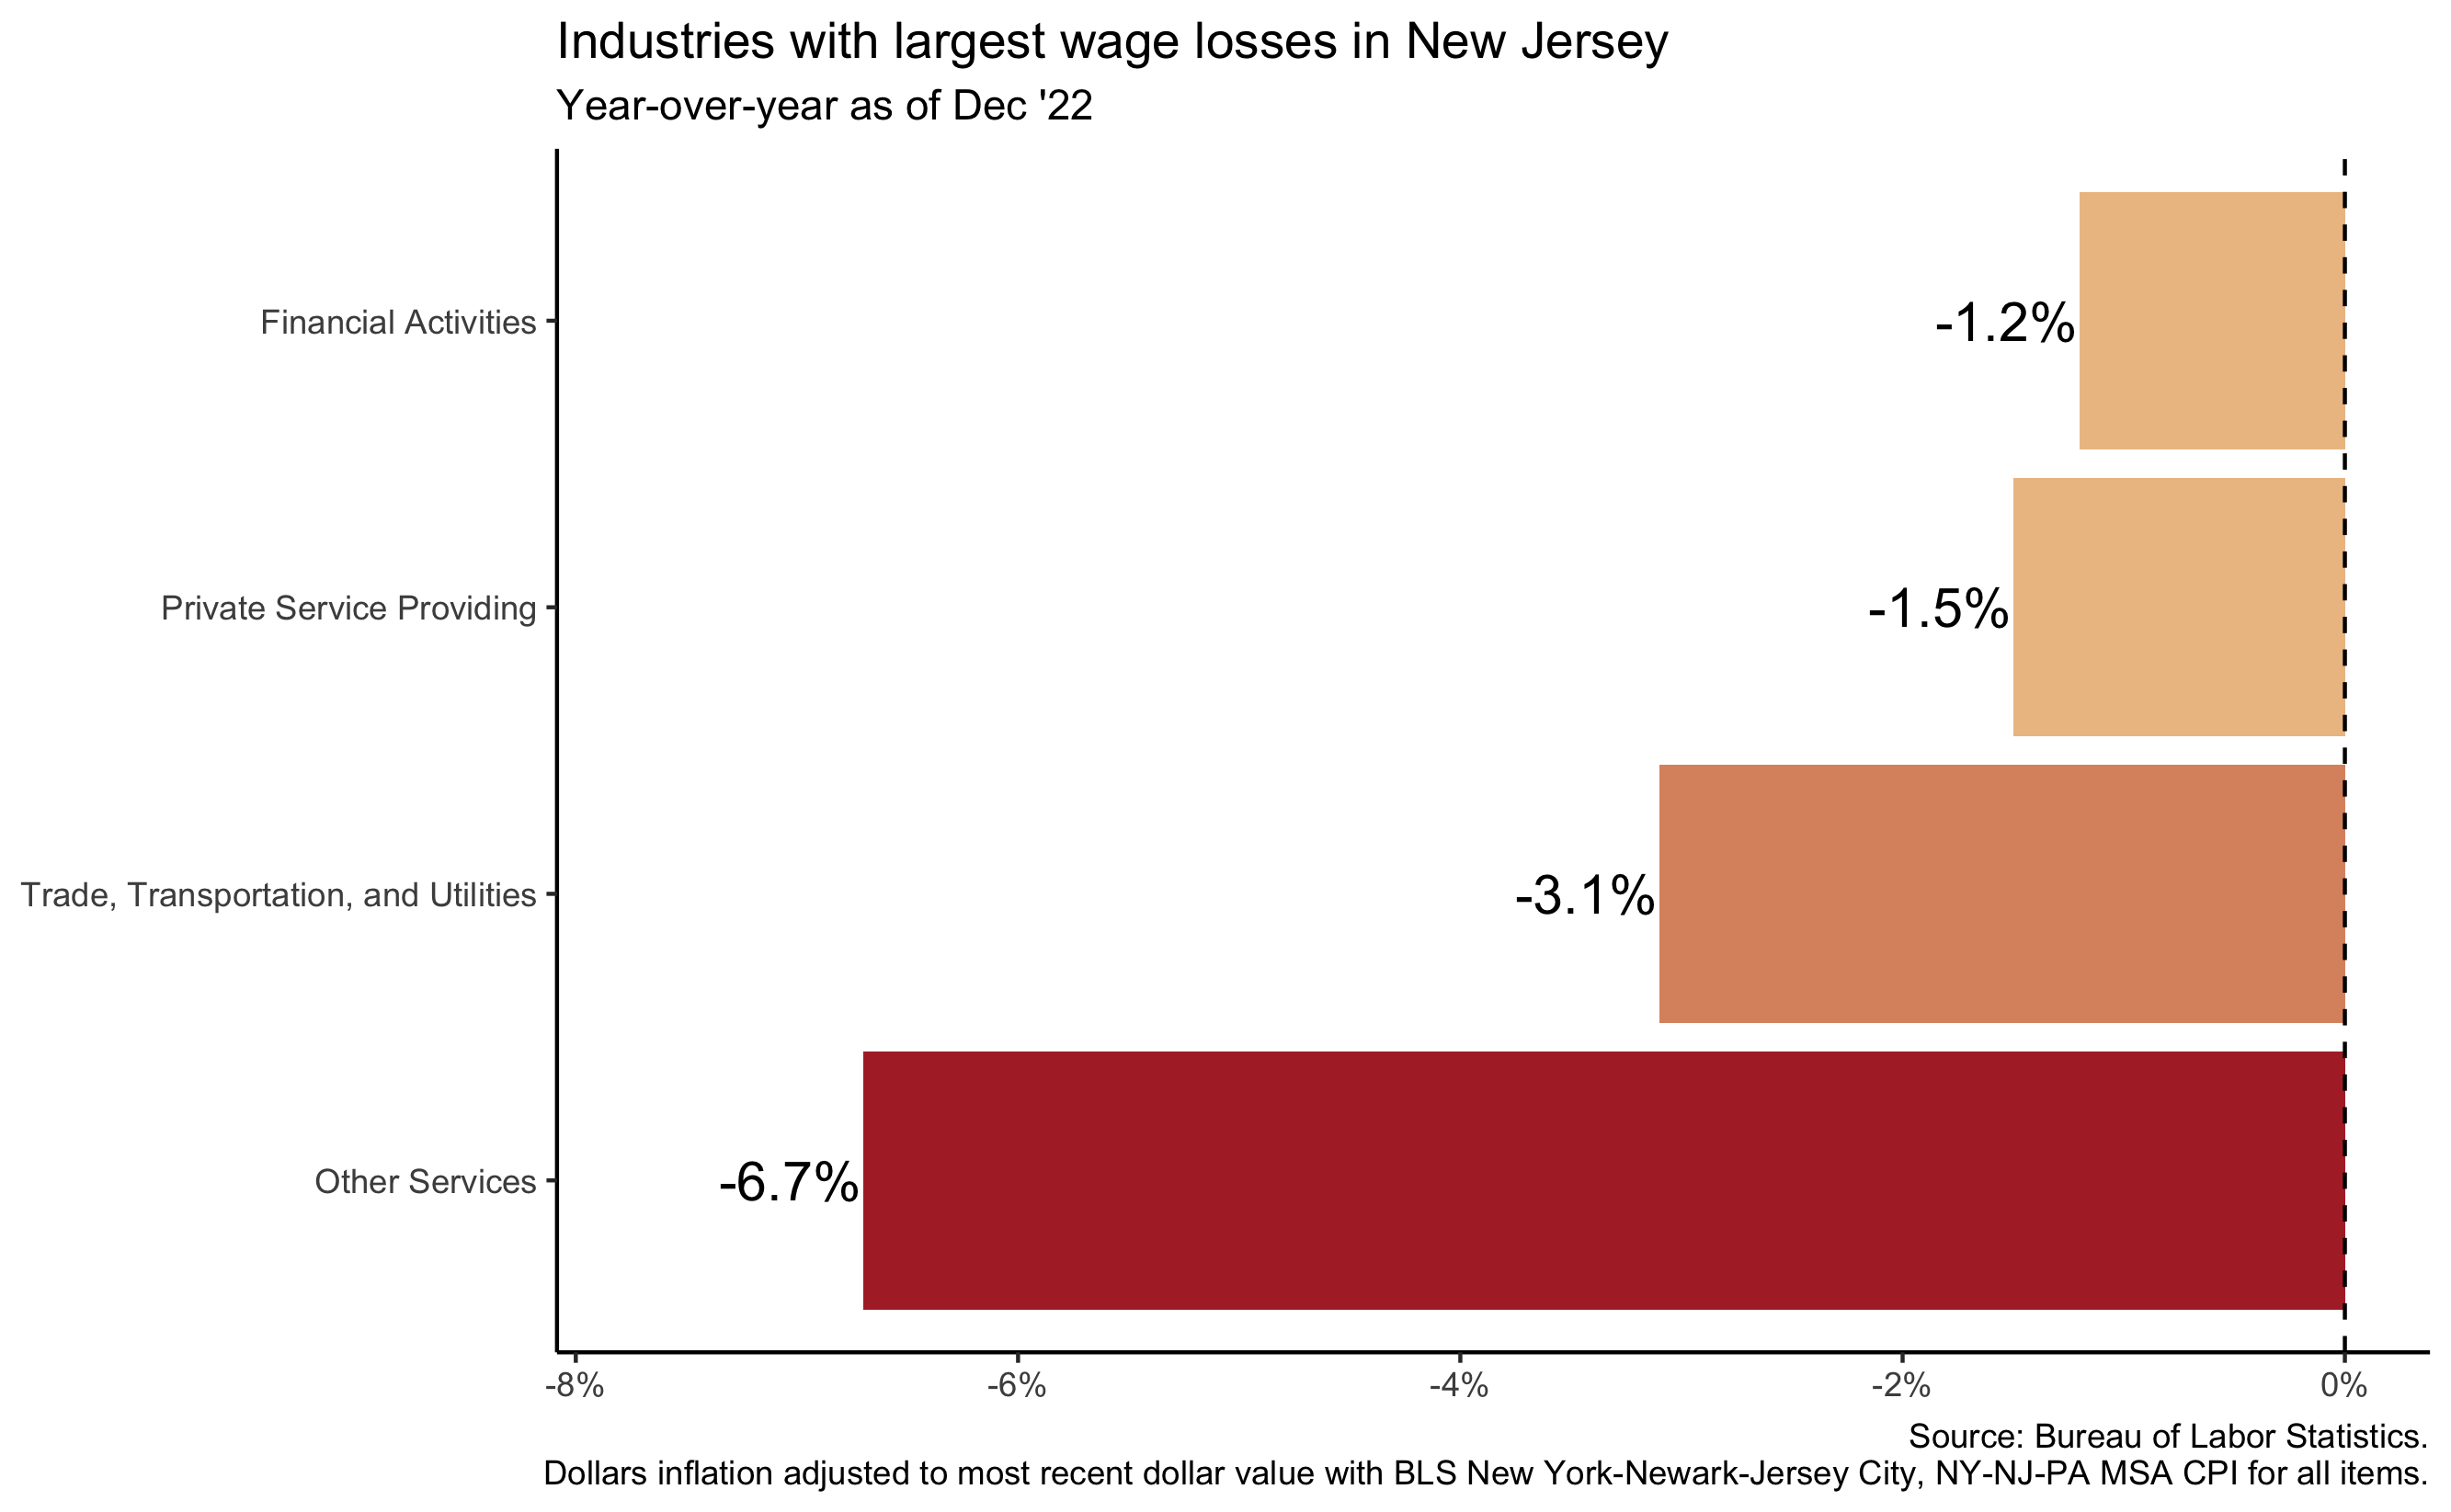 Industries with largest wage losses in New Jersey
Year-over-year as of Dec '22
Financial Activities
-1.2%
Private Service Providing
-1.5%
Trade, Transportation, and Utilities
-3.1%
Other Services
-6.7%
-8%
-6%
-4%
-2%
0%
Source: Bureau of Labor Statistics.
Dollars inflation adjusted to most recent dollar value with BLS New York-Newark-Jersey City, NY-NJ-PA MSA CPI for all items.